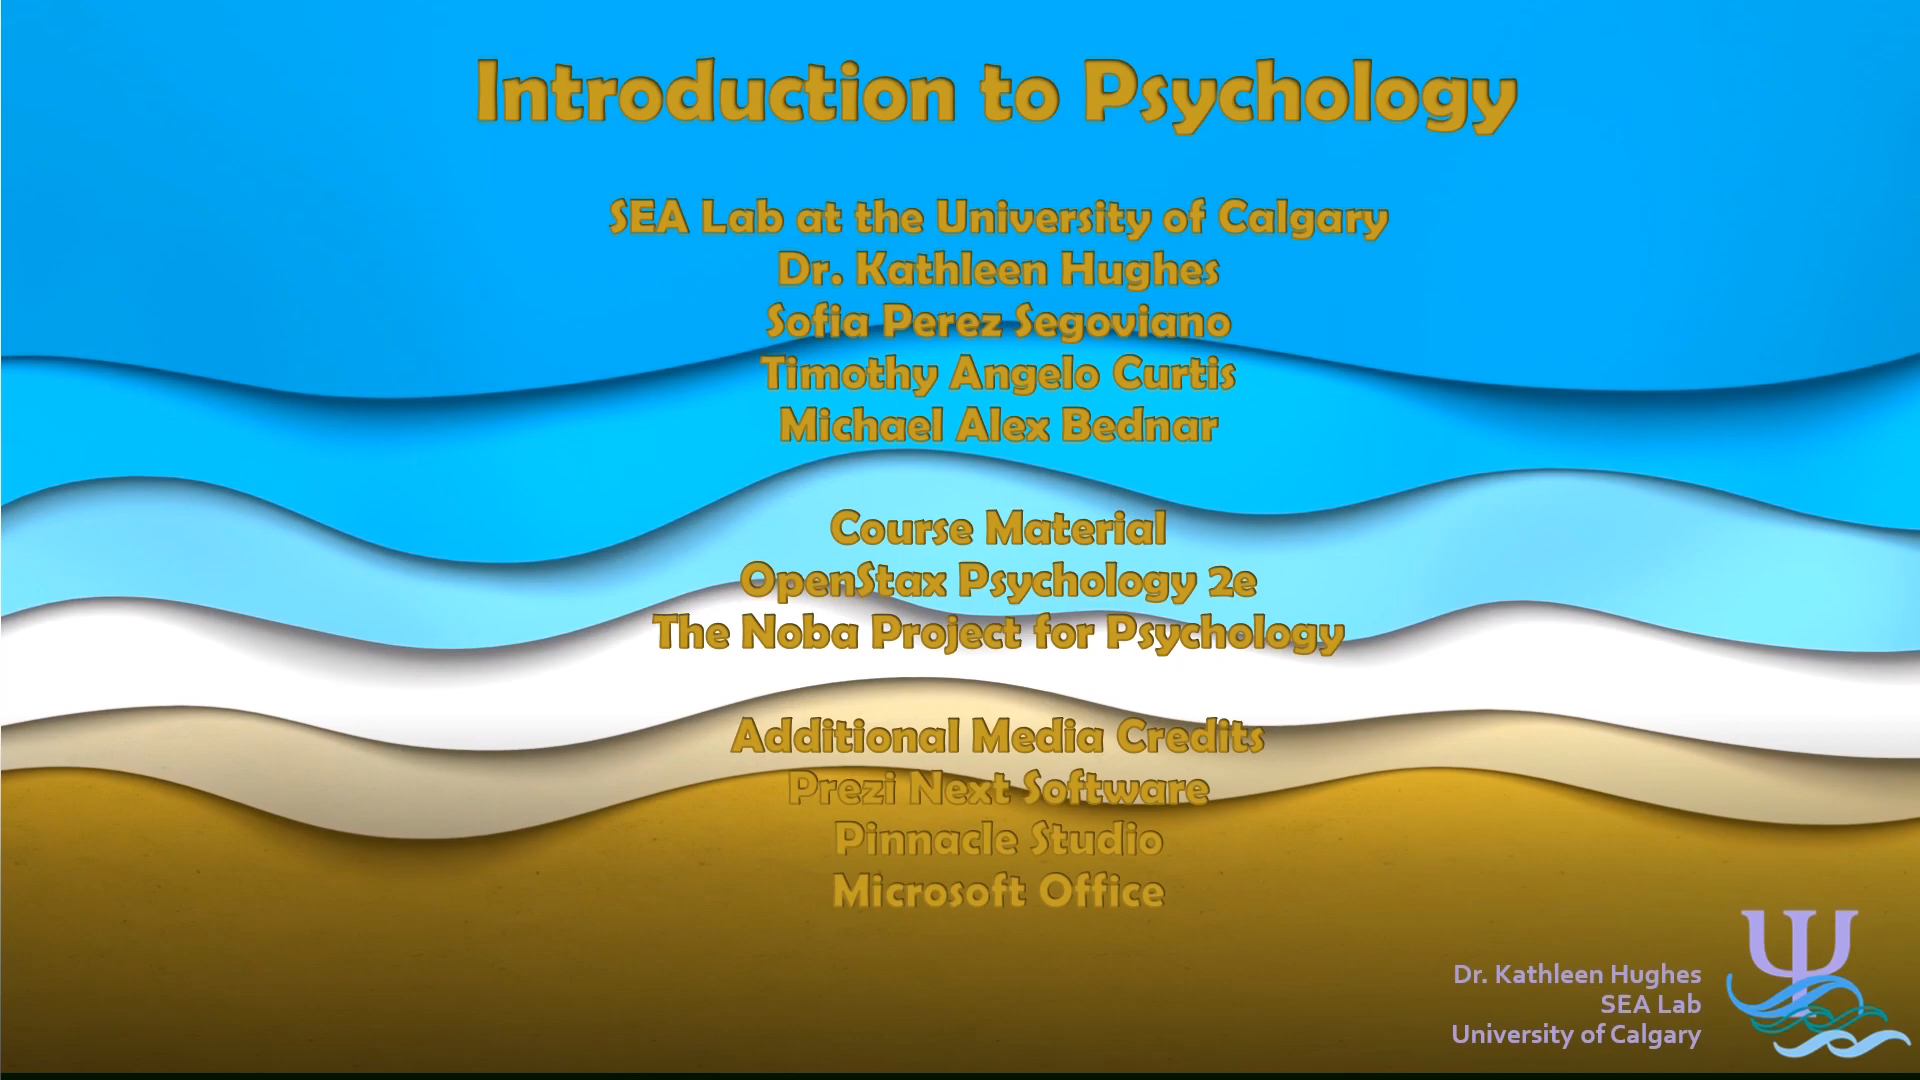 Introduction to Psychology
SEA Lab at the University of Calgary
Dr. Kathleen Hughes
Sofia Perez Segoviano
Timothy Angelo Curtis
Michael Alex Bednar
Course Material
OpenStax Psychology 2e
The Noba Project for Psychology
Additional Media Credits
Prezi Next Software
Pinnacle Studio
Microsoft Office
Dr. Kathleen Hughes
SEA Lab
University of Calgary